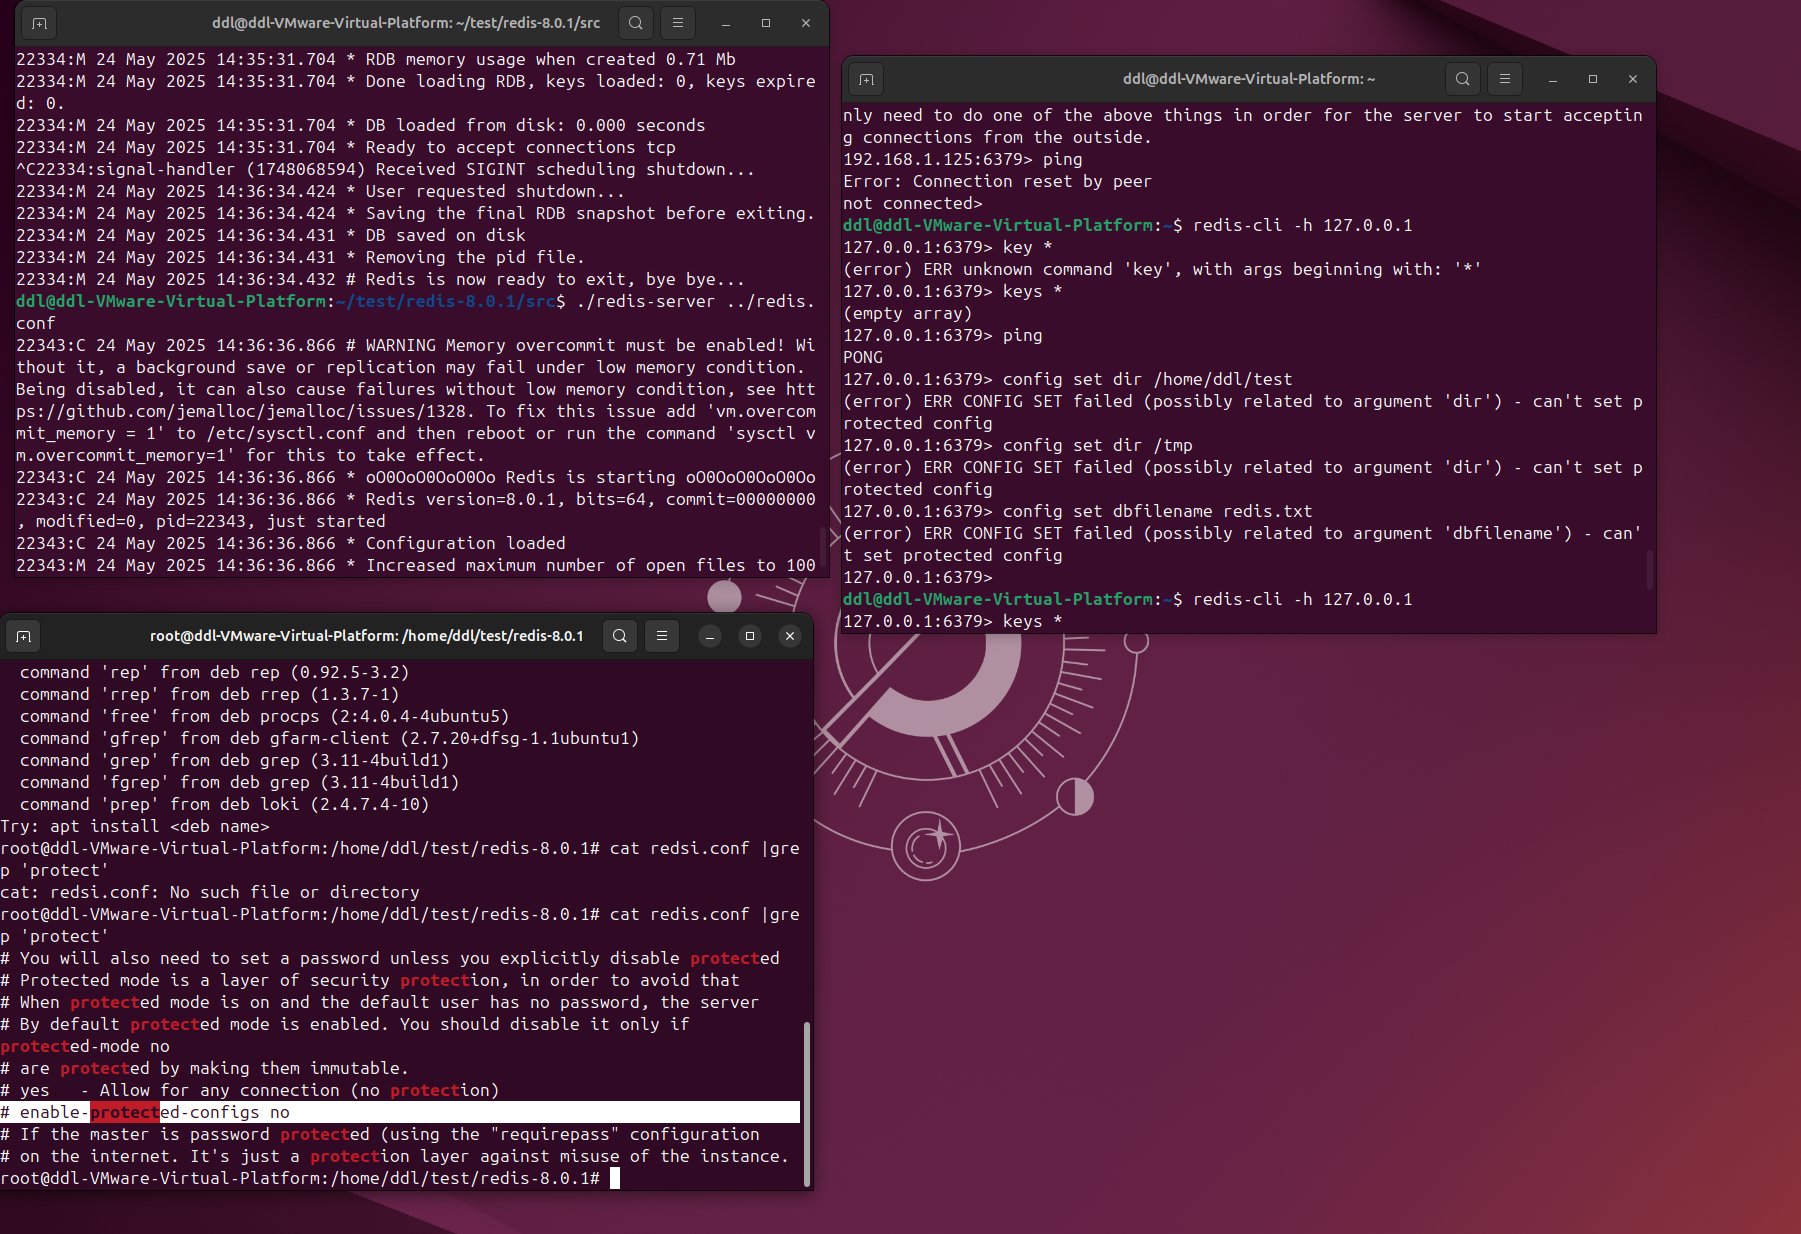 ddl@ddl-VMware-Virtual-Platform: ~/test/redis-8.0.1/src
22334:M 24 May 2025 14:35:31.704 * RDB memory usage when created 0.71 Mb
22334:M 24 May 2025 14:35:31.704 * Done loading RDB, keys loaded: 0, keys expire
d: 0.
22334:M 24 May 2025 14:35:31.704 * DB loaded from disk: 0.000 seconds
22334:M 24 May 2025 14:35:31.704 * Ready to accept connections tcp
^C22334:signal-handler (1748068594) Received SIGINT scheduling shutdown...
22334:M 24 May 2025 14:36:34.424 * User requested shutdown...
22334:M 24 May 2025 14:36:34.424 * Saving the final RDB snapshot before exiting.
22334:M 24 May 2025 14:36:34.431 * DB saved on disk
22334:M 24 May 2025 14:36:34.431 * Removing the pid file.
22334:M 24 May 2025 14:36:34.432 # Redis is now ready to exit, bye bye...
ddl@ddl-VMware-Virtual-Platform:~/test/redis-8.0.1/src$ ./redis-server ../redis.
conf
22343:C 24 May 2025 14:36:36.866 # WARNING Memory overcommit must be enabled! Wi
thout it, a background save or replication may fail under low memory condition.
Being disabled, it can also cause failures without low memory condition, see htt
ps://github.com/jemalloc/jemalloc/issues/1328. To fix this issue add 'vm.overcom
mit_memory = 1' to /etc/sysctl.conf and then reboot or run the command 'sysctl v
m.overcommit_memory=1' for this to take effect.
22343:C 24 May 2025 14:36:36.866 * oO0OoO0OoO0Oo Redis is starting oO0OoO0OoO0Oo
22343:C 24 May 2025 14:36:36.866 * Redis version=8.0.1, bits=64, commit=00000000
, modified=0, pid=22343, just started
22343:C 24 May 2025 14:36:36.866 * Configuration loaded
22343:M 24 May 2025 14:36:36.866 * Increased maximum number of open files to 100
ddl@ddl-VMware-Virtual-Platform: ~
nly need to do one of the above things in order for the server to start acceptin
g connections from the outside.
192.168.1.125:6379> ping
Error: Connection reset by peer
not connected>
ddl@ddl-VMware-Virtual-Platform:~$ redis-cli -h 127.0.0.1
127.0.0.1:6379> key *
(error) ERR unknown command 'key', with args beginning with: '*'
127.0.0.1:6379> keys *
(empty array)
127.0.0.1:6379> ping
PONG
127.0.0.1:6379> config set dir /home/ddl/test
(error) ERR CONFIG SET failed (possibly related to argument 'dir') - can't set p
rotected config
127.0.0.1:6379> config set dir /tmp
(error) ERR CONFIG SET failed (possibly related to argument 'dir') - can't set p
rotected config
127.0.0.1:6379> config set dbfilename redis.txt
(error) ERR CONFIG SET failed (possibly related to argument 'dbfilename') - can'
t set protected config
127.0.0.1:6379>
ddl@ddl-VMware-Virtual-Platform:~$ redis-cli -h 127.0.0.1
127.0.0.1:6379> keys *
root@ddl-VMware-Virtual-Platform: /home/ddl/test/redis-8.0.1
command 'rep' from deb rep (0.92.5-3.2)
command 'rrep' from deb rrep (1.3.7-1)
command 'free' from deb procps (2:4.0.4-4ubuntu5)
command 'gfrep' from deb gfarm-client (2.7.20+dfsg-1.1ubuntu1)
command 'grep' from deb grep (3.11-4build1)
command 'fgrep' from deb grep (3.11-4build1)
command 'prep' from deb loki (2.4.7.4-10)
Try: apt install <deb name>
root@ddl-VMware-Virtual-Platform:/home/ddl/test/redis-8.0.1# cat redsi.conf |gre
p 'protect'
cat: redsi.conf: No such file or directory
root@ddl-VMware-Virtual-Platform:/home/ddl/test/redis-8.0.1# cat redis.conf |gre
p 'protect'
# You will also need to set a password unless you explicitly disable protected
# Protected mode is a layer of security protection, in order to avoid that
# When protected mode is on and the default user has no password, the server
# By default protected mode is enabled. You should disable it only if
protected-mode no
# are protected by making them immutable.
# yes   - Allow for any connection (no protection)
# enable-protected-configs no
# If the master is password protected (using the "requirepass" configuration
# on the internet. It's just a protection layer against misuse of the instance.
root@ddl-VMware-Virtual-Platform:/home/ddl/test/redis-8.0.1#